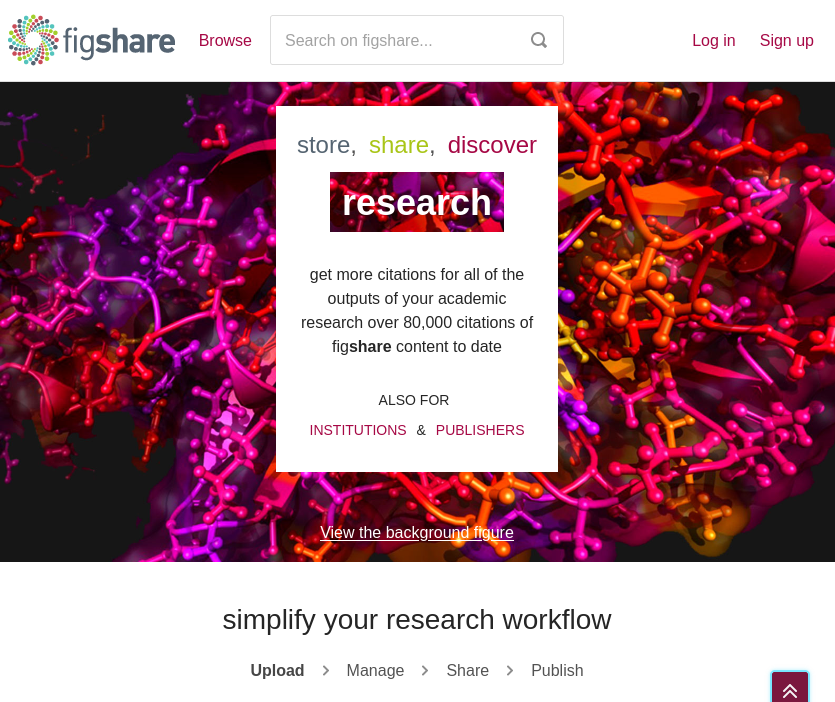 figshare
Browse
Search on figshare...
Log in
Sign up
store, share, discover
research
get more citations for all of the
outputs of your academic
research over 80,000 citations of
figshare content to date
ALSO FOR
INSTITUTIONS & PUBLISHERS
View the background figure
simplify your research workflow
Upload
Manage
Share
Publish